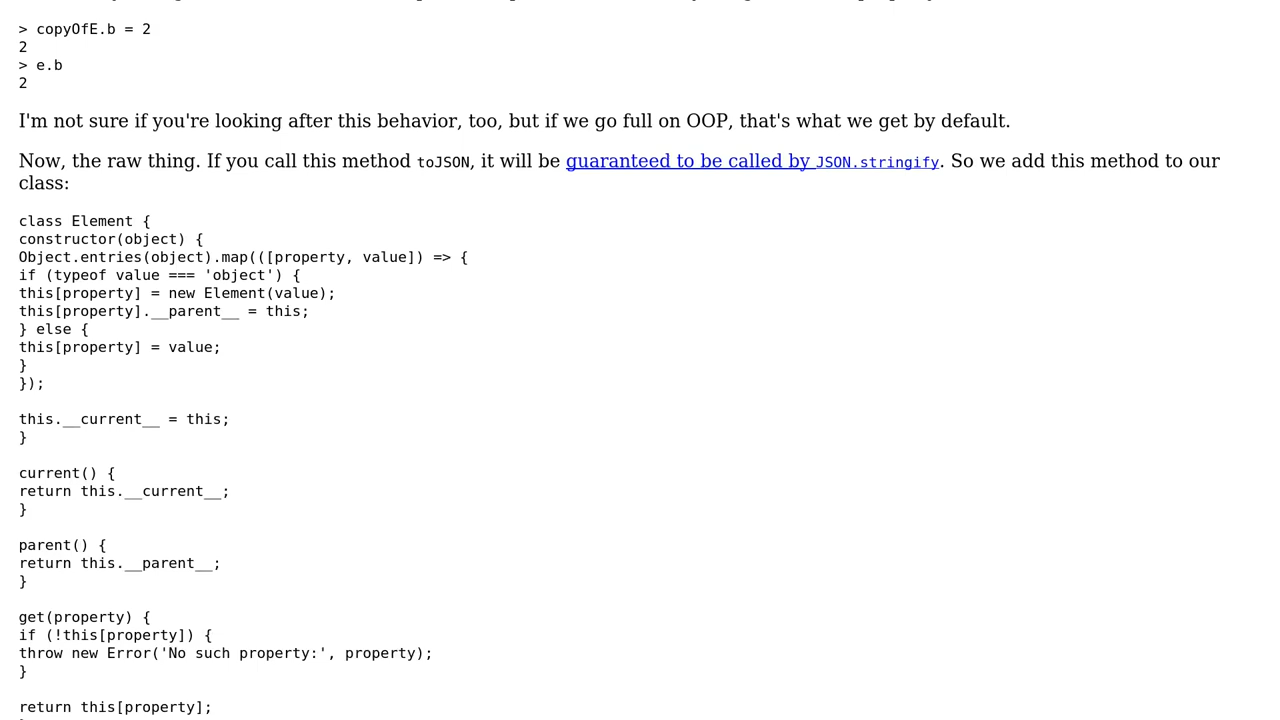 > copyOfE.b = 2
2
> e.b
2
I'm not sure if you're looking after this behavior, too, but if we go full on OOP, that's what we get by default.
Now, the raw thing. If you call this method toJSON, it will be guaranteed to be called by JSON.stringify. So we add this method to our
class:
class Element {
constructor(object) {
Object.entries(object).map(([property, value]) => {
if (typeof value === 'object') {
this[property] = new Element(value);
this[property].__parent__ = this;
} else {
this[property] = value;
}
});
this.__current__ = this;
}
current() {
return this.__current__;
}
parent() {
return this.__parent__;
}
get(property) {
if (!this[property]) {
throw new Error('No such property:', property);
}
return this[property];